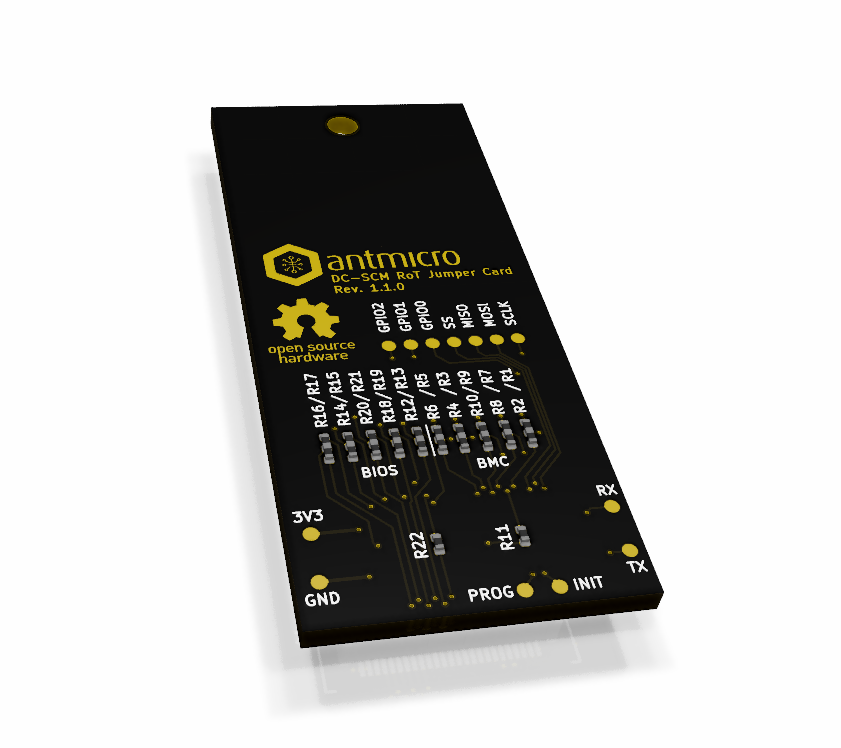 antmicro
DC-SCM RoT Jumper Card
Rev. 1.1.0
open source
hardware
GPIO2
GPIO1
GPIO0
SS
MISO
MOSI
SCLK
R16/R17
R14/R15
R20/R21
R18/R19
R12/R13
R6 /R5
R4 /R3
R10/R9
R8 /R7
R2 /R1
BIOS
BMC
3V3
RX
R22
R11
TX
GND
PROG
INIT